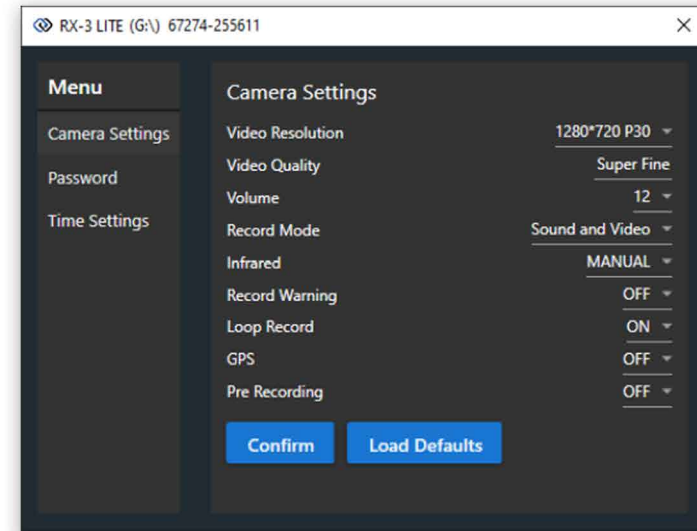 RX-3 LITE (G:\) 67274-255611
Menu
Camera Settings
Password
Time Settings
Camera Settings
Video Resolution 1280*720 P30
Video Quality Super Fine
Volume 12
Record Mode Sound and Video
Infrared MANUAL
Record Warning OFF
Loop Record ON
GPS OFF
Pre Recording OFF
Confirm Load Defaults